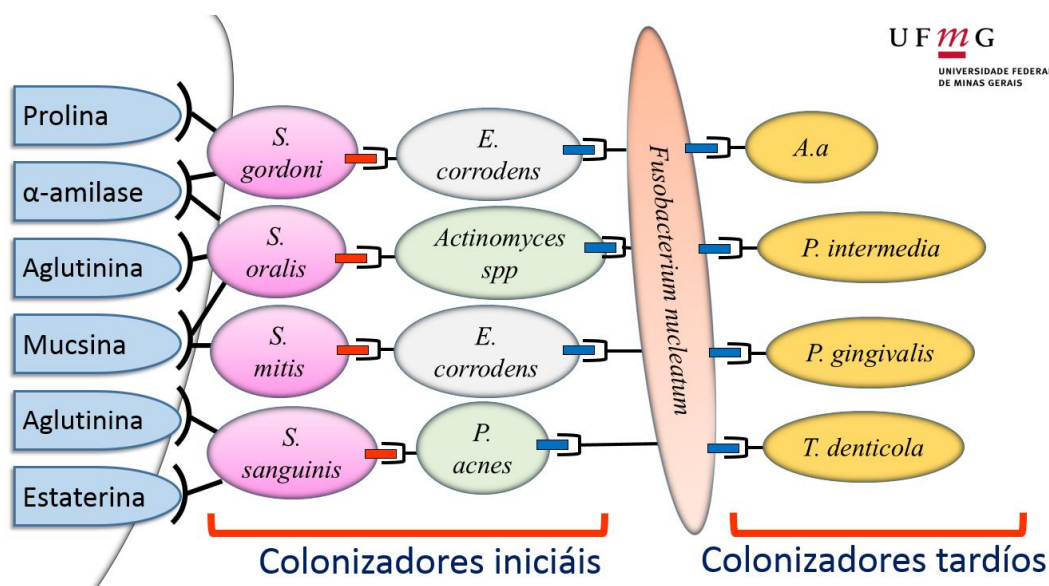 UFmG
UNIVERSIDADE FEDERAL
DE MINAS GERAIS
Prolina
α-amilase
Aglutinina
Mucsina
Aglutinina
Estaterina
S.
gordoni
S.
oralis
S.
mitis
S.
sanguinis
E.
corrodens
Actinomyces
spp
E.
corrodens
P.
acnes
Fusobacterium nucleatum
A.a
P. intermedia
P. gingivalis
T. denticola
Colonizadores iniciáis
Colonizadores tardíos